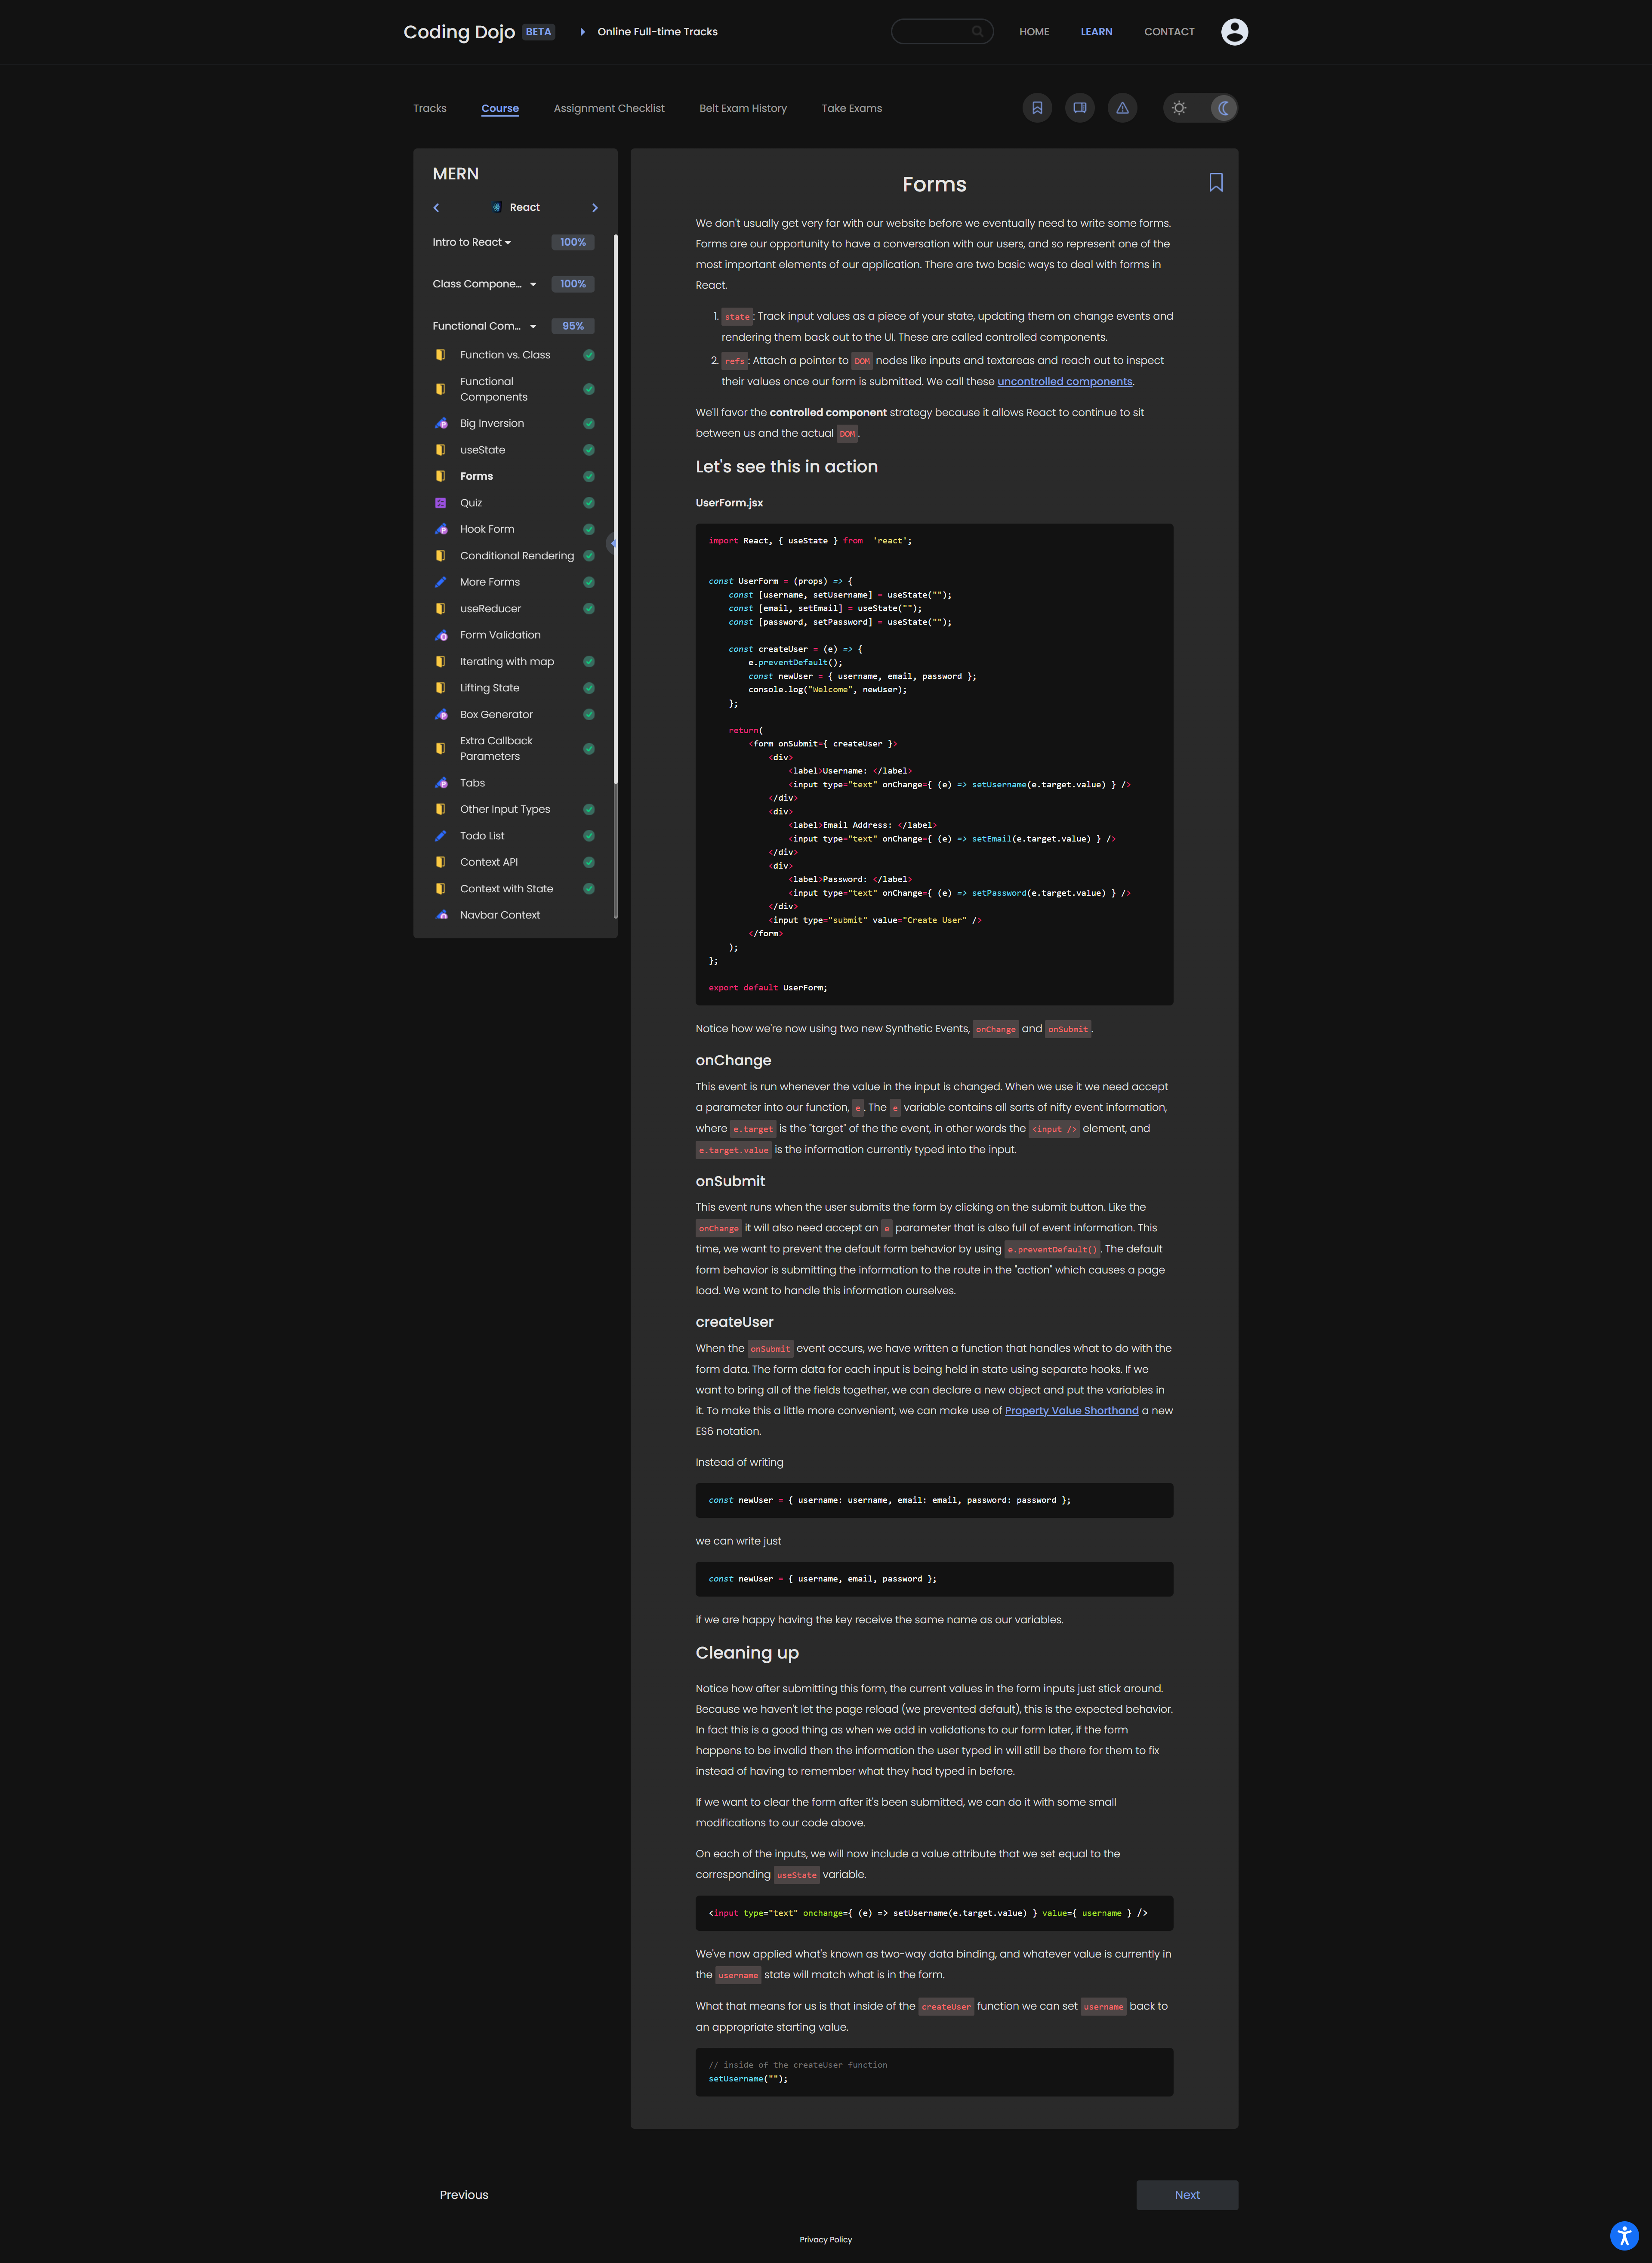 Coding Dojo BETA
Online Full-time Tracks
HOME
LEARN
CONTACT
Tracks
Course
Assignment Checklist
Belt Exam History
Take Exams
MERN
React
Intro to React
100%
Class Compone...
100%
Functional Com...
95%
Function vs. Class
Functional
Components
Big Inversion
useState
Forms
Quiz
Hook Form
Conditional Rendering
More Forms
useReducer
Form Validation
Iterating with map
Lifting State
Box Generator
Extra Callback
Parameters
Tabs
Other Input Types
Todo List
Context API
Context with State
Navbar Context
Forms
We don't usually get very far with our website before we eventually need to write some forms.
Forms are our opportunity to have a conversation with our users, and so represent one of the
most important elements of our application. There are two basic ways to deal with forms in
React.
1. state: Track input values as a piece of your state, updating them on change events and
rendering them back out to the UI. These are called controlled components.
2. refs: Attach a pointer to DOM nodes like inputs and textareas and reach out to inspect
their values once our form is submitted. We call these uncontrolled components.
We'll favor the controlled component strategy because it allows React to continue to sit
between us and the actual DOM.
Let's see this in action
UserForm.jsx
import React, { useState } from  'react';
const UserForm = (props) => {
    const [username, setUsername] = useState("");
    const [email, setEmail] = useState("");
    const [password, setPassword] = useState("");
    const createUser = (e) => {
        e.preventDefault();
        const newUser = { username, email, password };
        console.log("Welcome", newUser);
    };
    return(
        <form onSubmit={ createUser }>
            <div>
                <label>Username: </label>
                <input type="text" onChange={ (e) => setUsername(e.target.value) } />
            </div>
            <div>
                <label>Email Address: </label>
                <input type="text" onChange={ (e) => setEmail(e.target.value) } />
            </div>
            <div>
                <label>Password: </label>
                <input type="text" onChange={ (e) => setPassword(e.target.value) } />
            </div>
            <input type="submit" value="Create User" />
        </form>
    );
};
export default UserForm;
Notice how we're now using two new Synthetic Events, onChange and onSubmit.
onChange
This event is run whenever the value in the input is changed. When we use it we need accept
a parameter into our function, e. The e variable contains all sorts of nifty event information,
where e.target is the "target" of the the event, in other words the <input /> element, and
e.target.value is the information currently typed into the input.
onSubmit
This event runs when the user submits the form by clicking on the submit button. Like the
onChange it will also need accept an e parameter that is also full of event information. This
time, we want to prevent the default form behavior by using e.preventDefault(). The default
form behavior is submitting the information to the route in the "action" which causes a page
load. We want to handle this information ourselves.
createUser
When the onSubmit event occurs, we have written a function that handles what to do with the
form data. The form data for each input is being held in state using separate hooks. If we
want to bring all of the fields together, we can declare a new object and put the variables in
it. To make this a little more convenient, we can make use of Property Value Shorthand a new
ES6 notation.
Instead of writing
const newUser = { username: username, email: email, password: password };
we can write just
const newUser = { username, email, password };
if we are happy having the key receive the same name as our variables.
Cleaning up
Notice how after submitting this form, the current values in the form inputs just stick around.
Because we haven't let the page reload (we prevented default), this is the expected behavior.
In fact this is a good thing as when we add in validations to our form later, if the form
happens to be invalid then the information the user typed in will still be there for them to fix
instead of having to remember what they had typed in before.
If we want to clear the form after it's been submitted, we can do it with some small
modifications to our code above.
On each of the inputs, we will now include a value attribute that we set equal to the
corresponding useState variable.
<input type="text" onchange={ (e) => setUsername(e.target.value) } value={ username } />
We've now applied what's known as two-way data binding, and whatever value is currently in
the username state will match what is in the form.
What that means for us is that inside of the createUser function we can set username back to
an appropriate starting value.
// inside of the createUser function
setUsername("");
Previous
Next
Privacy Policy